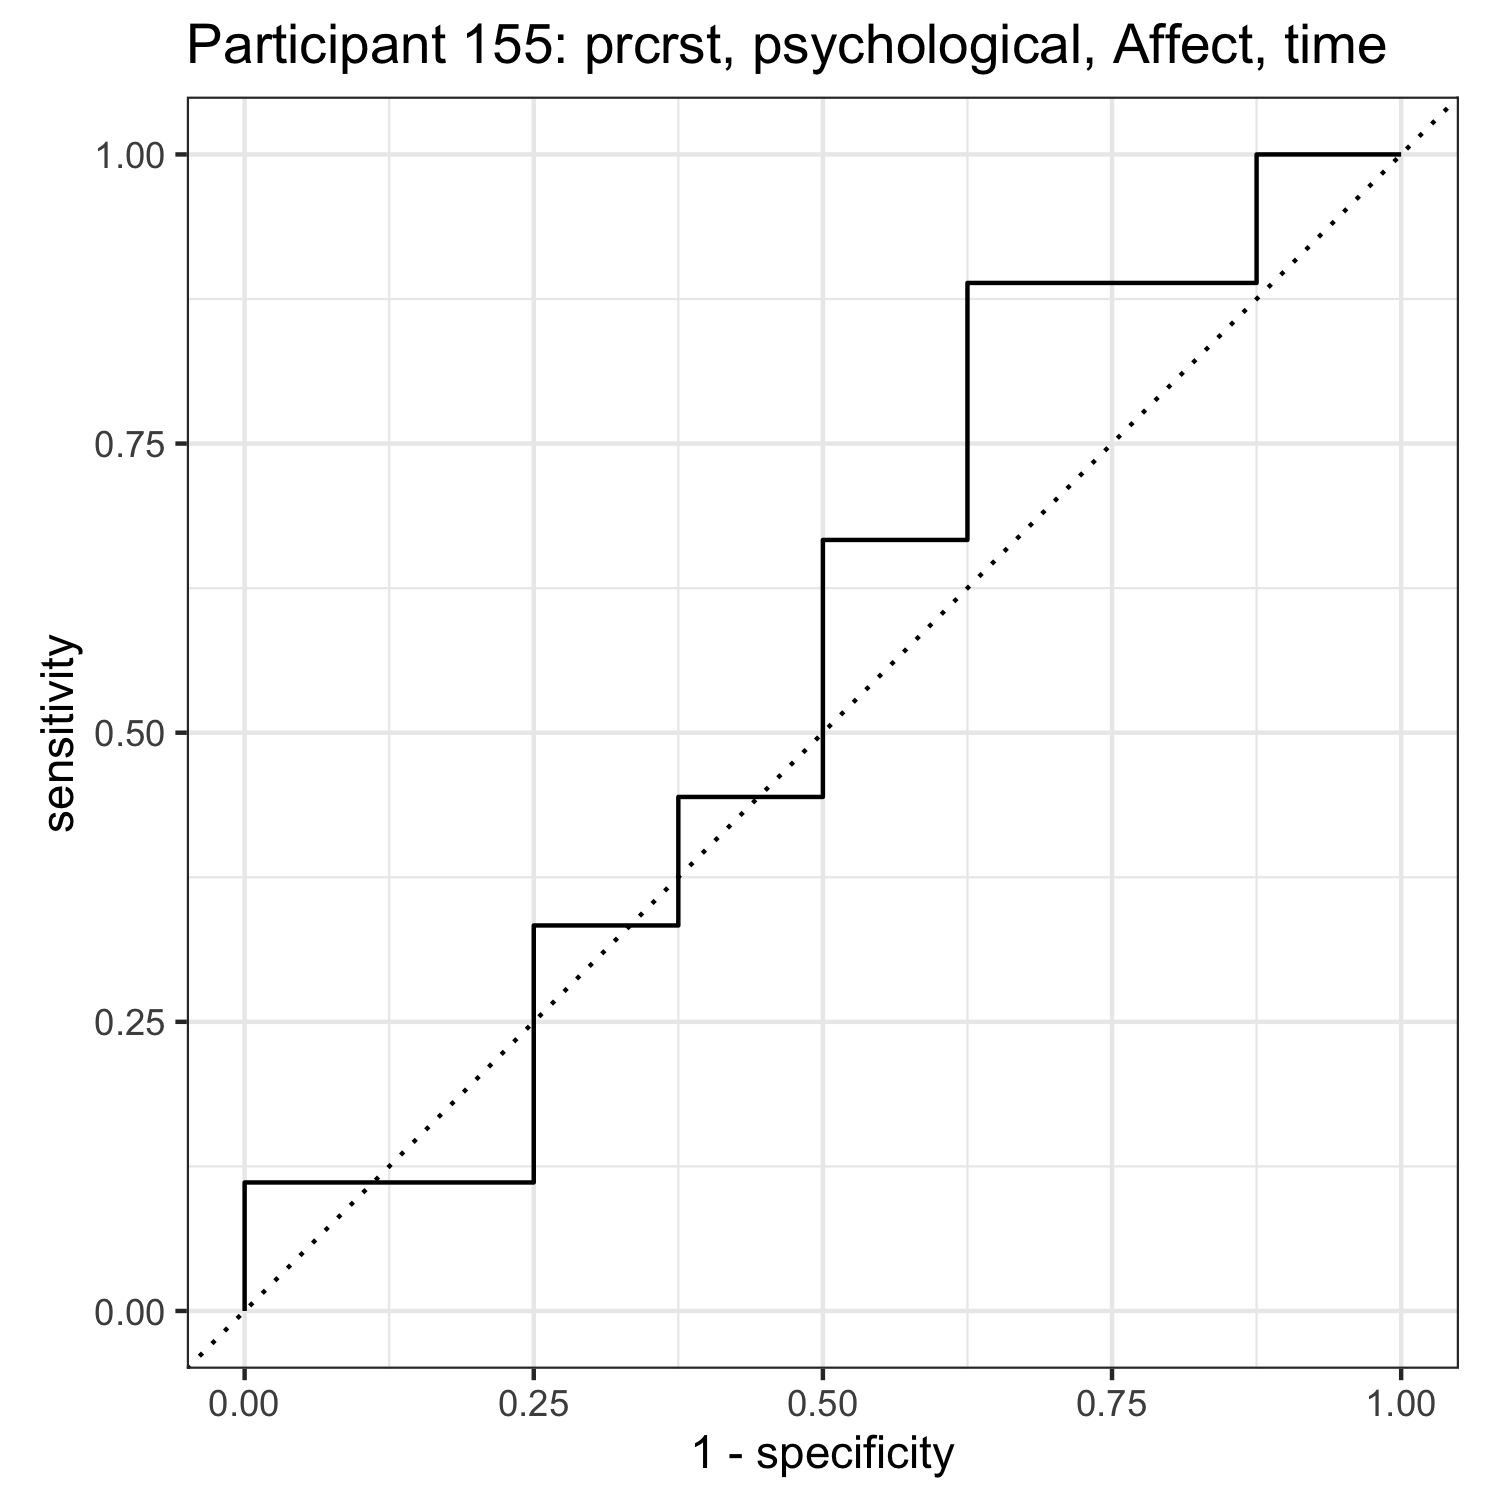 Participant 155: prcrst, psychological, Affect, time
1.00
0.75
0.50
0.25
0.00
sensitivity
0.00 0.25 0.50 0.75 1.00
1 - specificity